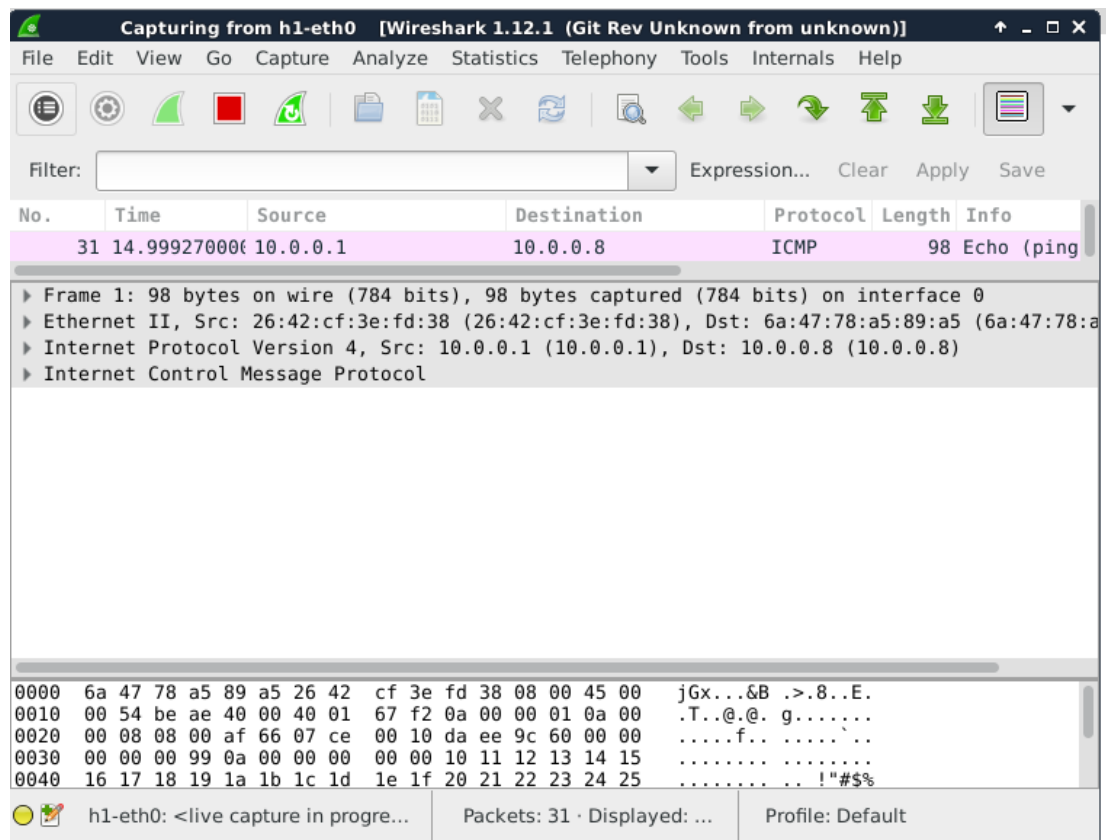 Capturing from h1-eth0 [Wireshark 1.12.1 (Git Rev Unknown from unknown)]
File Edit View Go Capture Analyze Statistics Telephony Tools Internals Help
Filter: Expression... Clear Apply Save
No. Time Source Destination Protocol Length Info
31 14.999270000 10.0.0.1 10.0.0.8 ICMP 98 Echo (ping
Frame 1: 98 bytes on wire (784 bits), 98 bytes captured (784 bits) on interface 0
Ethernet II, Src: 26:42:cf:3e:fd:38 (26:42:cf:3e:fd:38), Dst: 6a:47:78:a5:89:a5 (6a:47:78:a
Internet Protocol Version 4, Src: 10.0.0.1 (10.0.0.1), Dst: 10.0.0.8 (10.0.0.8)
Internet Control Message Protocol
0000 6a 47 78 a5 89 a5 26 42 cf 3e fd 38 08 00 45 00 jGx...&B .>.8..E.
0010 00 54 be ae 40 00 40 01 67 f2 0a 00 00 01 0a 00 .T..@.@. g.......
0020 00 08 08 00 af 66 07 ce 00 10 da ee 9c 60 00 00 .....f.. .....`..
0030 00 00 00 99 0a 00 00 00 00 00 10 11 12 13 14 15 ........ ........
0040 16 17 18 19 1a 1b 1c 1d 1e 1f 20 21 22 23 24 25 ........ .. !"#$%
h1-eth0: <live capture in progre... Packets: 31 · Displayed: ... Profile: Default